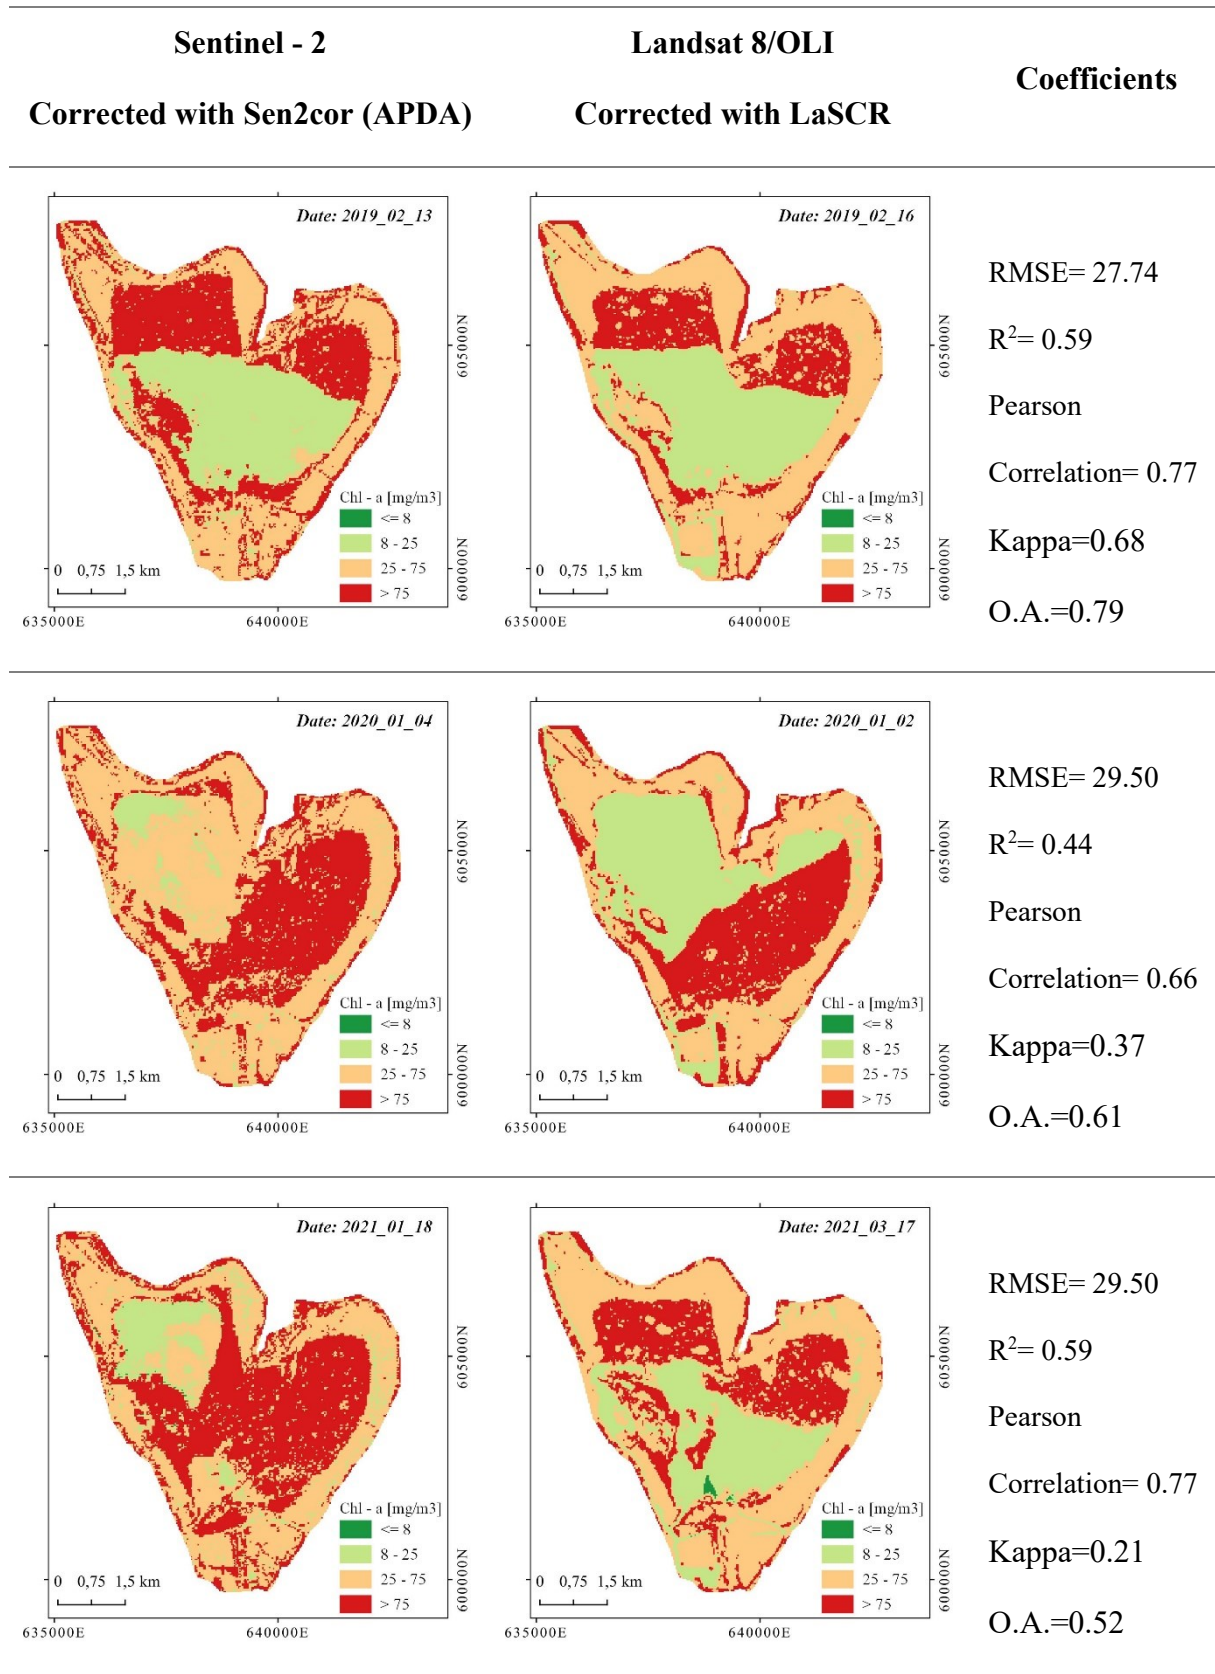 Sentinel - 2
Corrected with Sen2cor (APDA)
Landsat 8/OLI
Corrected with LaSCR
Coefficients
Date: 2019_02_13
605000N
600000N
Chl - a [mg/m3]
<= 8
8 - 25
25 - 75
> 75
0 0,75 1,5 km
635000E
640000E
Date: 2019_02_16
605000N
600000N
Chl - a [mg/m3]
<= 8
8 - 25
25 - 75
> 75
0 0,75 1,5 km
635000E
640000E
RMSE= 27.74
R²= 0.59
Pearson
Correlation= 0.77
Kappa=0.68
O.A.=0.79
Date: 2020_01_04
605000N
600000N
Chl - a [mg/m3]
<= 8
8 - 25
25 - 75
> 75
0 0,75 1,5 km
635000E
640000E
Date: 2020_01_02
605000N
600000N
Chl - a [mg/m3]
<= 8
8 - 25
25 - 75
> 75
0 0,75 1,5 km
635000E
640000E
RMSE= 29.50
R²= 0.44
Pearson
Correlation= 0.66
Kappa=0.37
O.A.=0.61
Date: 2021_01_18
605000N
600000N
Chl - a [mg/m3]
<= 8
8 - 25
25 - 75
> 75
0 0,75 1,5 km
635000E
640000E
Date: 2021_03_17
605000N
600000N
Chl - a [mg/m3]
<= 8
8 - 25
25 - 75
> 75
0 0,75 1,5 km
635000E
640000E
RMSE= 29.50
R²= 0.59
Pearson
Correlation= 0.77
Kappa=0.21
O.A.=0.52